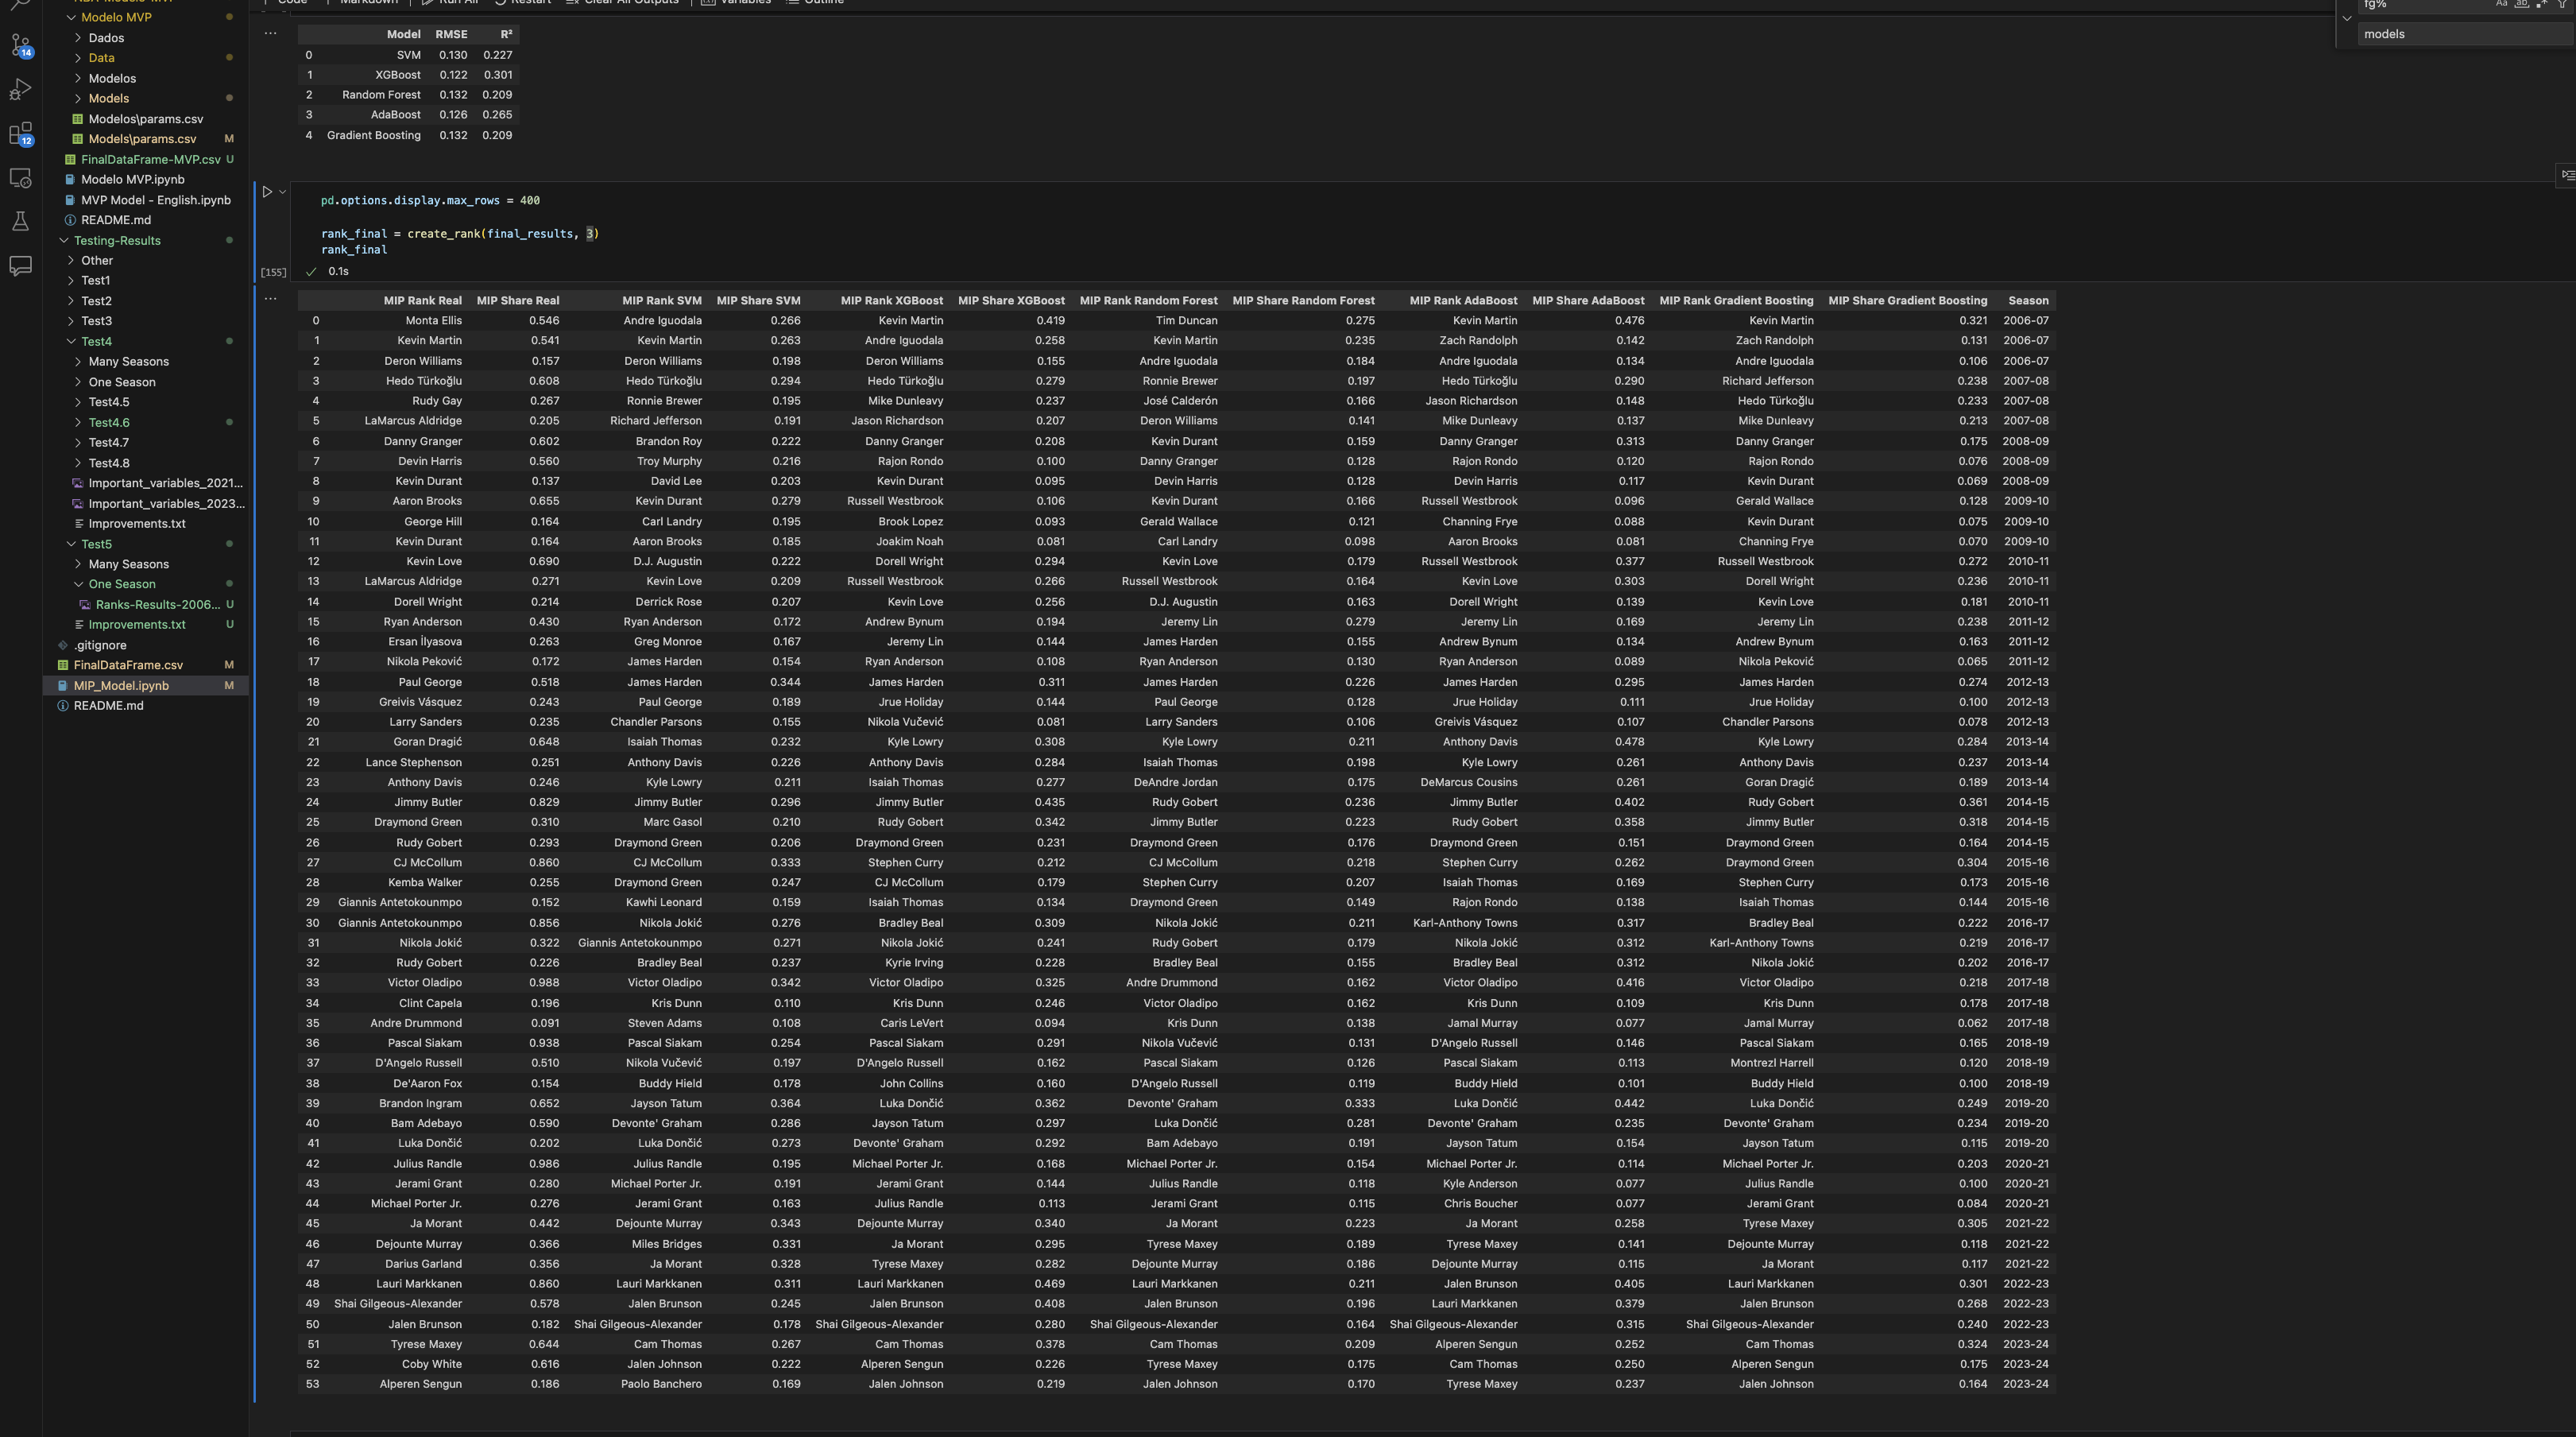 Code Markdown Run All Restart Clear All Outputs Variables Outline
fg%
models
Modelo MVP
Dados
Data
Modelos
Models
Modelos\params.csv
Models\params.csv M
FinalDataFrame-MVP.csv U
Modelo MVP.ipynb
MVP Model - English.ipynb
README.md
Testing-Results
Other
Test1
Test2
Test3
Test4
Many Seasons
One Season
Test4.5
Test4.6
Test4.7
Test4.8
Important_variables_2021...
Important_variables_2023...
Improvements.txt
Test5
Many Seasons
One Season
Ranks-Results-2006... U
Improvements.txt U
.gitignore
FinalDataFrame.csv M
MIP_Model.ipynb M
README.md
14
12
Model RMSE R²
0 SVM 0.130 0.227
1 XGBoost 0.122 0.301
2 Random Forest 0.132 0.209
3 AdaBoost 0.126 0.265
4 Gradient Boosting 0.132 0.209
pd.options.display.max_rows = 400
rank_final = create_rank(final_results, 3)
rank_final
[155] 0.1s
MIP Rank Real MIP Share Real MIP Rank SVM MIP Share SVM MIP Rank XGBoost MIP Share XGBoost MIP Rank Random Forest MIP Share Random Forest MIP Rank AdaBoost MIP Share AdaBoost MIP Rank Gradient Boosting MIP Share Gradient Boosting Season
0 Monta Ellis 0.546 Andre Iguodala 0.266 Kevin Martin 0.419 Tim Duncan 0.275 Kevin Martin 0.476 Kevin Martin 0.321 2006-07
1 Kevin Martin 0.541 Kevin Martin 0.263 Andre Iguodala 0.258 Kevin Martin 0.235 Zach Randolph 0.142 Zach Randolph 0.131 2006-07
2 Deron Williams 0.157 Deron Williams 0.198 Deron Williams 0.155 Andre Iguodala 0.184 Andre Iguodala 0.134 Andre Iguodala 0.106 2006-07
3 Hedo Türkoğlu 0.608 Hedo Türkoğlu 0.294 Hedo Türkoğlu 0.279 Ronnie Brewer 0.197 Hedo Türkoğlu 0.290 Richard Jefferson 0.238 2007-08
4 Rudy Gay 0.267 Ronnie Brewer 0.195 Mike Dunleavy 0.237 José Calderón 0.166 Jason Richardson 0.148 Hedo Türkoğlu 0.233 2007-08
5 LaMarcus Aldridge 0.205 Richard Jefferson 0.191 Jason Richardson 0.207 Deron Williams 0.141 Mike Dunleavy 0.137 Mike Dunleavy 0.213 2007-08
6 Danny Granger 0.602 Brandon Roy 0.222 Danny Granger 0.208 Kevin Durant 0.159 Danny Granger 0.313 Danny Granger 0.175 2008-09
7 Devin Harris 0.560 Troy Murphy 0.216 Rajon Rondo 0.100 Danny Granger 0.128 Rajon Rondo 0.120 Rajon Rondo 0.076 2008-09
8 Kevin Durant 0.137 David Lee 0.203 Kevin Durant 0.095 Devin Harris 0.128 Devin Harris 0.117 Kevin Durant 0.069 2008-09
9 Aaron Brooks 0.655 Kevin Durant 0.279 Russell Westbrook 0.106 Kevin Durant 0.166 Russell Westbrook 0.096 Gerald Wallace 0.128 2009-10
10 George Hill 0.164 Carl Landry 0.195 Brook Lopez 0.093 Gerald Wallace 0.121 Channing Frye 0.088 Kevin Durant 0.075 2009-10
11 Kevin Durant 0.164 Aaron Brooks 0.185 Joakim Noah 0.081 Carl Landry 0.098 Aaron Brooks 0.081 Channing Frye 0.070 2009-10
12 Kevin Love 0.690 D.J. Augustin 0.222 Dorell Wright 0.294 Kevin Love 0.179 Russell Westbrook 0.377 Russell Westbrook 0.272 2010-11
13 LaMarcus Aldridge 0.271 Kevin Love 0.209 Russell Westbrook 0.266 Russell Westbrook 0.164 Kevin Love 0.303 Dorell Wright 0.236 2010-11
14 Dorell Wright 0.214 Derrick Rose 0.207 Kevin Love 0.256 D.J. Augustin 0.163 Dorell Wright 0.139 Kevin Love 0.181 2010-11
15 Ryan Anderson 0.430 Ryan Anderson 0.172 Andrew Bynum 0.194 Jeremy Lin 0.279 Jeremy Lin 0.169 Jeremy Lin 0.238 2011-12
16 Ersan İlyasova 0.263 Greg Monroe 0.167 Jeremy Lin 0.144 James Harden 0.155 Andrew Bynum 0.134 Andrew Bynum 0.163 2011-12
17 Nikola Peković 0.172 James Harden 0.154 Ryan Anderson 0.108 Ryan Anderson 0.130 Ryan Anderson 0.089 Nikola Peković 0.065 2011-12
18 Paul George 0.518 James Harden 0.344 James Harden 0.311 James Harden 0.226 James Harden 0.295 James Harden 0.274 2012-13
19 Greivis Vásquez 0.243 Paul George 0.189 Jrue Holiday 0.144 Paul George 0.128 Jrue Holiday 0.111 Jrue Holiday 0.100 2012-13
20 Larry Sanders 0.235 Chandler Parsons 0.155 Nikola Vučević 0.081 Larry Sanders 0.106 Greivis Vásquez 0.107 Chandler Parsons 0.078 2012-13
21 Goran Dragić 0.648 Isaiah Thomas 0.232 Kyle Lowry 0.308 Kyle Lowry 0.211 Anthony Davis 0.478 Kyle Lowry 0.284 2013-14
22 Lance Stephenson 0.251 Anthony Davis 0.226 Anthony Davis 0.284 Isaiah Thomas 0.198 Kyle Lowry 0.261 Anthony Davis 0.237 2013-14
23 Anthony Davis 0.246 Kyle Lowry 0.211 Isaiah Thomas 0.277 DeAndre Jordan 0.175 DeMarcus Cousins 0.261 Goran Dragić 0.189 2013-14
24 Jimmy Butler 0.829 Jimmy Butler 0.296 Jimmy Butler 0.435 Rudy Gobert 0.236 Jimmy Butler 0.402 Rudy Gobert 0.361 2014-15
25 Draymond Green 0.310 Marc Gasol 0.210 Rudy Gobert 0.342 Jimmy Butler 0.223 Rudy Gobert 0.358 Jimmy Butler 0.318 2014-15
26 Rudy Gobert 0.293 Draymond Green 0.206 Draymond Green 0.231 Draymond Green 0.176 Draymond Green 0.151 Draymond Green 0.164 2014-15
27 CJ McCollum 0.860 CJ McCollum 0.333 Stephen Curry 0.212 CJ McCollum 0.218 Stephen Curry 0.262 Draymond Green 0.304 2015-16
28 Kemba Walker 0.255 Draymond Green 0.247 CJ McCollum 0.179 Stephen Curry 0.207 Isaiah Thomas 0.169 Stephen Curry 0.173 2015-16
29 Giannis Antetokounmpo 0.152 Kawhi Leonard 0.159 Isaiah Thomas 0.134 Draymond Green 0.149 Rajon Rondo 0.138 Isaiah Thomas 0.144 2015-16
30 Giannis Antetokounmpo 0.856 Nikola Jokić 0.276 Bradley Beal 0.309 Nikola Jokić 0.211 Karl-Anthony Towns 0.317 Bradley Beal 0.222 2016-17
31 Nikola Jokić 0.322 Giannis Antetokounmpo 0.271 Nikola Jokić 0.241 Rudy Gobert 0.179 Nikola Jokić 0.312 Karl-Anthony Towns 0.219 2016-17
32 Rudy Gobert 0.226 Bradley Beal 0.237 Kyrie Irving 0.228 Bradley Beal 0.155 Bradley Beal 0.312 Nikola Jokić 0.202 2016-17
33 Victor Oladipo 0.988 Victor Oladipo 0.342 Victor Oladipo 0.325 Andre Drummond 0.162 Victor Oladipo 0.416 Victor Oladipo 0.218 2017-18
34 Clint Capela 0.196 Kris Dunn 0.110 Kris Dunn 0.246 Victor Oladipo 0.162 Kris Dunn 0.109 Kris Dunn 0.178 2017-18
35 Andre Drummond 0.091 Steven Adams 0.108 Caris LeVert 0.094 Kris Dunn 0.138 Jamal Murray 0.077 Jamal Murray 0.062 2017-18
36 Pascal Siakam 0.938 Pascal Siakam 0.254 Pascal Siakam 0.291 Nikola Vučević 0.131 D'Angelo Russell 0.146 Pascal Siakam 0.165 2018-19
37 D'Angelo Russell 0.510 Nikola Vučević 0.197 D'Angelo Russell 0.162 Pascal Siakam 0.126 Pascal Siakam 0.113 Montrezl Harrell 0.120 2018-19
38 De'Aaron Fox 0.154 Buddy Hield 0.178 John Collins 0.160 D'Angelo Russell 0.119 Buddy Hield 0.101 Buddy Hield 0.100 2018-19
39 Brandon Ingram 0.652 Jayson Tatum 0.364 Luka Dončić 0.362 Devonte' Graham 0.333 Luka Dončić 0.442 Luka Dončić 0.249 2019-20
40 Bam Adebayo 0.590 Devonte' Graham 0.286 Jayson Tatum 0.297 Luka Dončić 0.281 Devonte' Graham 0.235 Devonte' Graham 0.234 2019-20
41 Luka Dončić 0.202 Luka Dončić 0.273 Devonte' Graham 0.292 Bam Adebayo 0.191 Jayson Tatum 0.154 Jayson Tatum 0.115 2019-20
42 Julius Randle 0.986 Julius Randle 0.195 Michael Porter Jr. 0.168 Michael Porter Jr. 0.154 Michael Porter Jr. 0.114 Michael Porter Jr. 0.203 2020-21
43 Jerami Grant 0.280 Michael Porter Jr. 0.191 Jerami Grant 0.144 Julius Randle 0.118 Kyle Anderson 0.077 Julius Randle 0.100 2020-21
44 Michael Porter Jr. 0.276 Jerami Grant 0.163 Julius Randle 0.113 Jerami Grant 0.115 Chris Boucher 0.077 Jerami Grant 0.084 2020-21
45 Ja Morant 0.442 Dejounte Murray 0.343 Dejounte Murray 0.340 Ja Morant 0.223 Ja Morant 0.258 Tyrese Maxey 0.305 2021-22
46 Dejounte Murray 0.366 Miles Bridges 0.331 Ja Morant 0.295 Tyrese Maxey 0.189 Tyrese Maxey 0.141 Dejounte Murray 0.118 2021-22
47 Darius Garland 0.356 Ja Morant 0.328 Tyrese Maxey 0.282 Dejounte Murray 0.186 Dejounte Murray 0.115 Ja Morant 0.117 2021-22
48 Lauri Markkanen 0.860 Lauri Markkanen 0.311 Lauri Markkanen 0.469 Lauri Markkanen 0.211 Jalen Brunson 0.405 Lauri Markkanen 0.301 2022-23
49 Shai Gilgeous-Alexander 0.578 Jalen Brunson 0.245 Jalen Brunson 0.408 Jalen Brunson 0.196 Lauri Markkanen 0.379 Jalen Brunson 0.268 2022-23
50 Jalen Brunson 0.182 Shai Gilgeous-Alexander 0.178 Shai Gilgeous-Alexander 0.280 Shai Gilgeous-Alexander 0.164 Shai Gilgeous-Alexander 0.315 Shai Gilgeous-Alexander 0.240 2022-23
51 Tyrese Maxey 0.644 Cam Thomas 0.267 Cam Thomas 0.378 Cam Thomas 0.209 Alperen Sengun 0.252 Cam Thomas 0.324 2023-24
52 Coby White 0.616 Jalen Johnson 0.222 Alperen Sengun 0.226 Tyrese Maxey 0.175 Cam Thomas 0.250 Alperen Sengun 0.175 2023-24
53 Alperen Sengun 0.186 Paolo Banchero 0.169 Jalen Johnson 0.219 Jalen Johnson 0.170 Tyrese Maxey 0.237 Jalen Johnson 0.164 2023-24